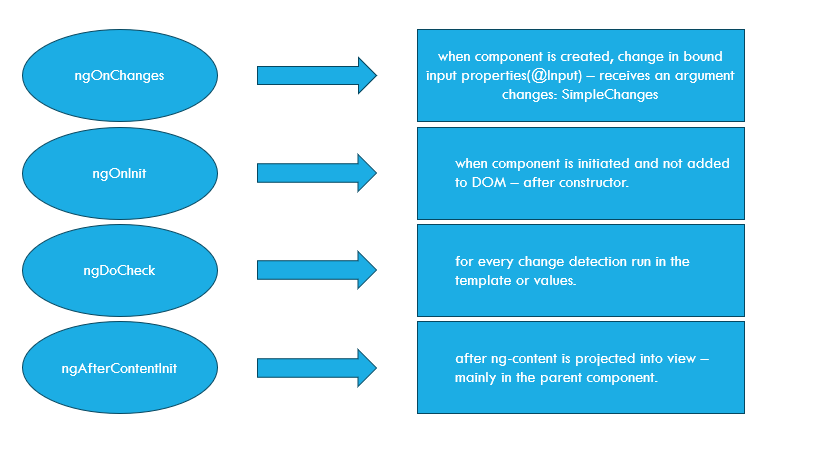 ngOnChanges
when component is created, change in bound
input properties(@Input) – receives an argument
changes: SimpleChanges
ngOnInit
when component is initiated and not added
to DOM – after constructor.
ngDoCheck
for every change detection run in the
template or values.
ngAfterContentInit
after ng-content is projected into view –
mainly in the parent component.